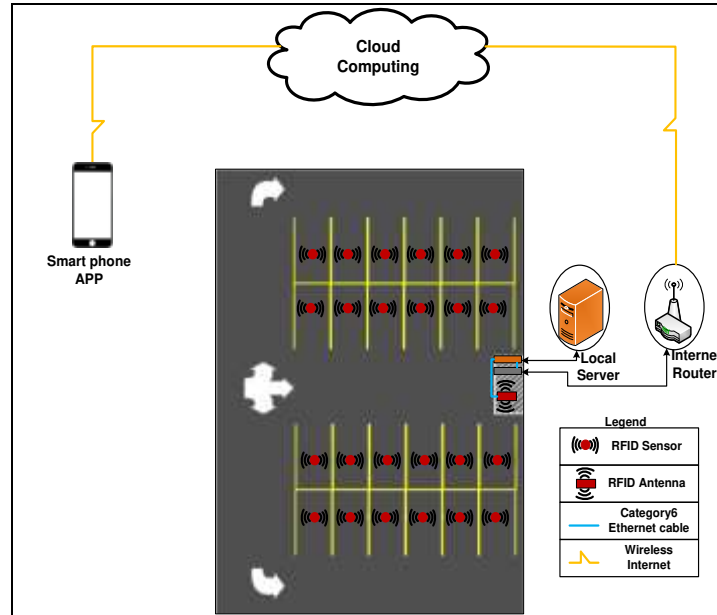 Cloud
Computing
Smart phone
APP
Local
Server
Interne
Router
Legend
RFID Sensor
RFID Antenna
Category6
Ethernet cable
Wireless
Internet